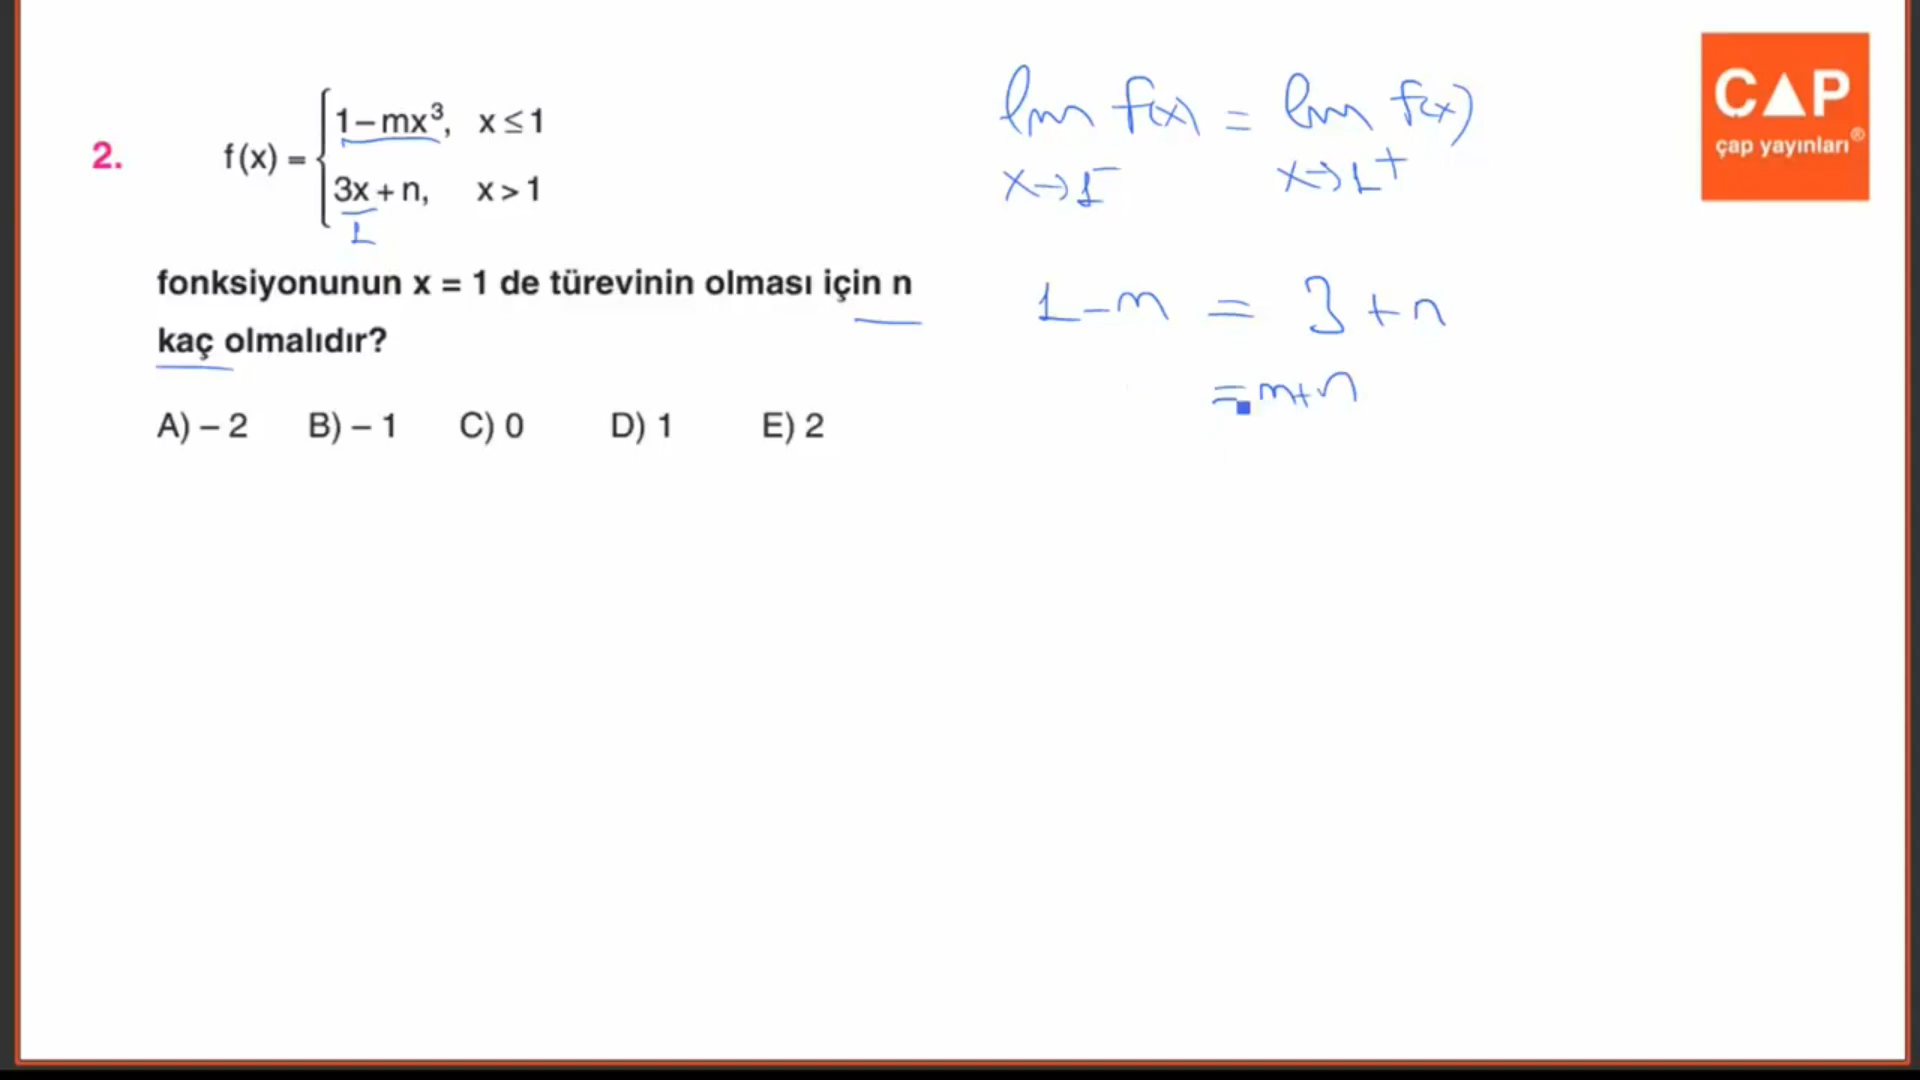 2. f(x) = { 1 – mx³, x ≤ 1
3x + n, x > 1
1
fonksiyonunun x = 1 de türevinin olması için n
kaç olmalıdır?
A) – 2 B) – 1 C) 0 D) 1 E) 2
lim f(x) = lim f(x)
x→1⁻ x→1⁺
1 – m = 3 + n
= m+n
CAP
çap yayınları®